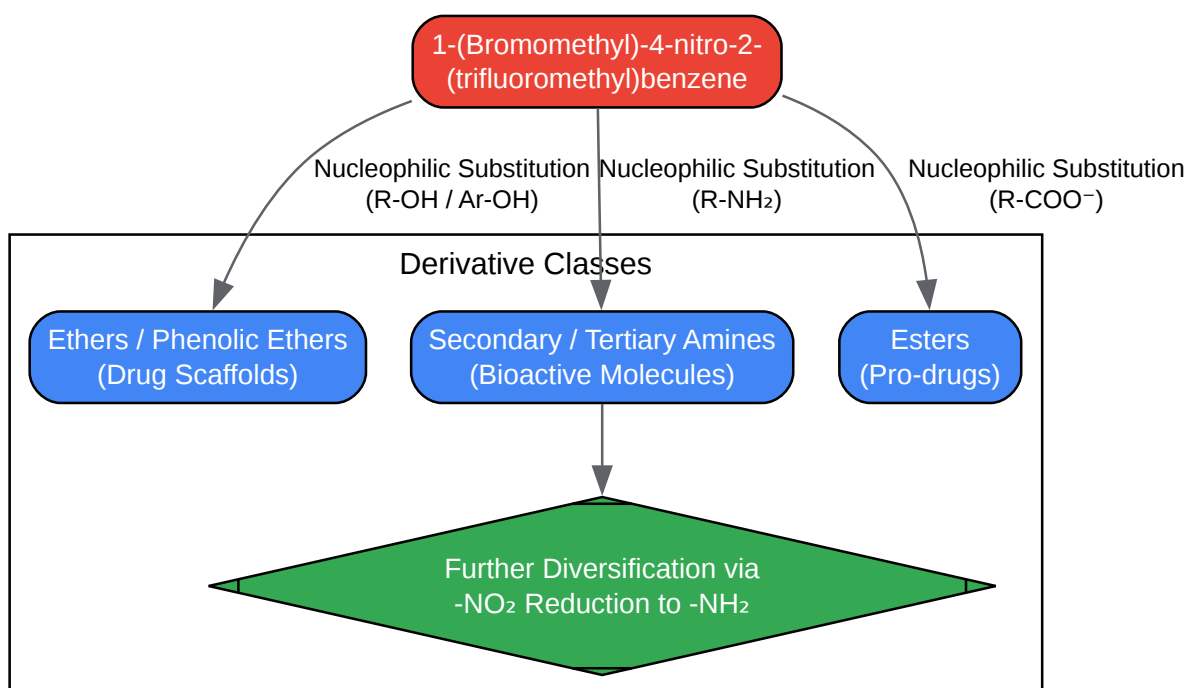 1-(Bromomethyl)-4-nitro-2-
(trifluoromethyl)benzene
Nucleophilic Substitution
(R-OH / Ar-OH)
Nucleophilic Substitution
(R-NH₂)
Nucleophilic Substitution
(R-COO⁻)
Derivative Classes
Ethers / Phenolic Ethers
(Drug Scaffolds)
Secondary / Tertiary Amines
(Bioactive Molecules)
Esters
(Pro-drugs)
Further Diversification via
-NO₂ Reduction to -NH₂